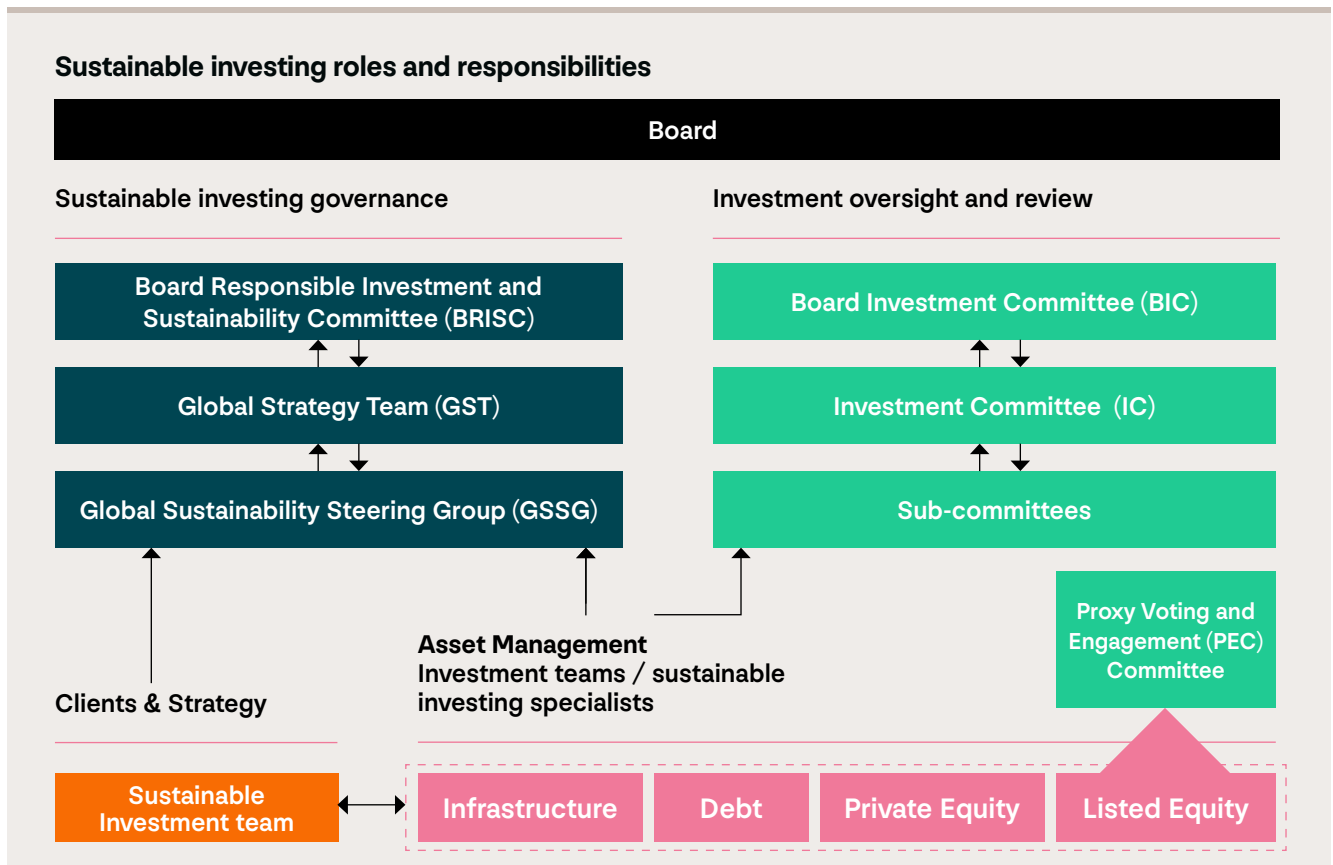 Sustainable investing roles and responsibilities
Board
Sustainable investing governance
Investment oversight and review
Board Responsible Investment and
Sustainability Committee (BRISC)
Board Investment Committee (BIC)
Global Strategy Team (GST)
Investment Committee (IC)
Global Sustainability Steering Group (GSSG)
Sub-committees
Proxy Voting and
Engagement (PEC)
Committee
Asset Management
Investment teams / sustainable
investing specialists
Clients & Strategy
Sustainable
Investment team
Infrastructure
Debt
Private Equity
Listed Equity